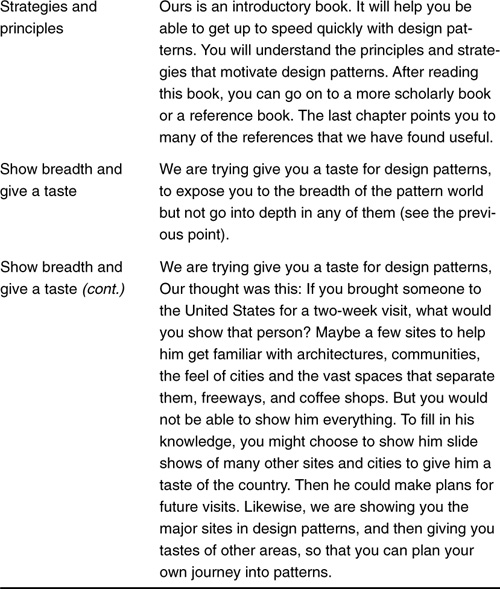 Strategies and
principles
Ours is an introductory book. It will help you be
able to get up to speed quickly with design pat-
terns. You will understand the principles and strate-
gies that motivate design patterns. After reading
this book, you can go on to a more scholarly book
or a reference book. The last chapter points you to
many of the references that we have found useful.
Show breadth and
give a taste
We are trying give you a taste for design patterns,
to expose you to the breadth of the pattern world
but not go into depth in any of them (see the previ-
ous point).
Show breadth and
give a taste (cont.)
We are trying give you a taste for design patterns,
Our thought was this: If you brought someone to
the United States for a two-week visit, what would
you show that person? Maybe a few sites to help
him get familiar with architectures, communities,
the feel of cities and the vast spaces that separate
them, freeways, and coffee shops. But you would
not be able to show him everything. To fill in his
knowledge, you might choose to show him slide
shows of many other sites and cities to give him a
taste of the country. Then he could make plans for
future visits. Likewise, we are showing you the
major sites in design patterns, and then giving you
tastes of other areas, so that you can plan your
own journey into patterns.